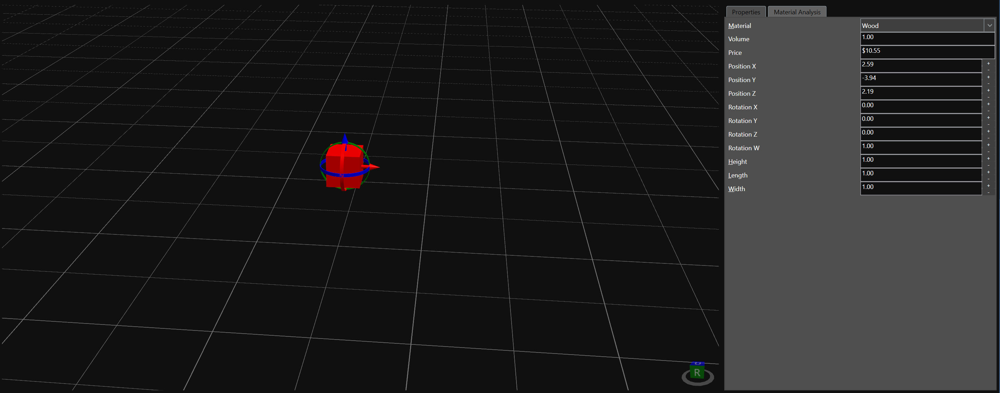 Properties Material Analysis
Material Wood
Volume 1.00
Price $10.55
Position X 2.59 + -
Position Y -3.94 + -
Position Z 2.19 + -
Rotation X 0.00 + -
Rotation Y 0.00 + -
Rotation Z 0.00 + -
Rotation W 1.00 + -
Height 1.00 + -
Length 1.00 + -
Width 1.00 + -
R